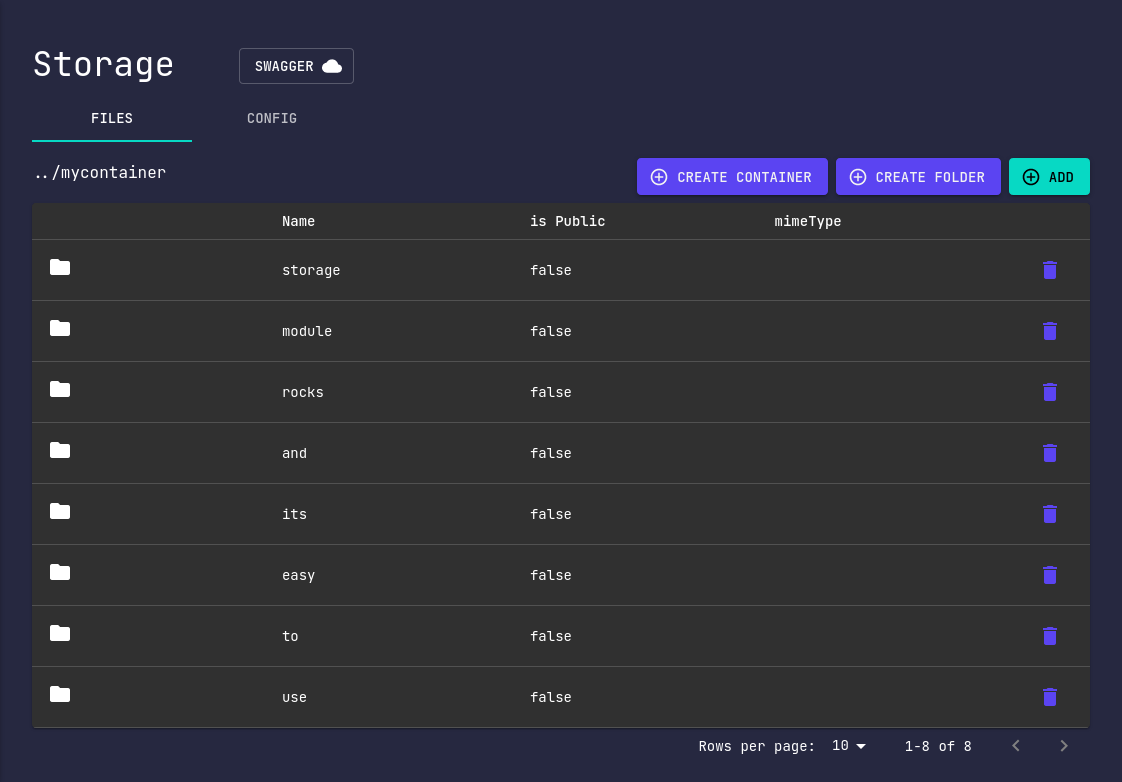 Storage
SWAGGER
FILES CONFIG
../mycontainer
CREATE CONTAINER CREATE FOLDER ADD
Name is Public mimeType
storage false
module false
rocks false
and false
its false
easy false
to false
use false
Rows per page: 10 1-8 of 8